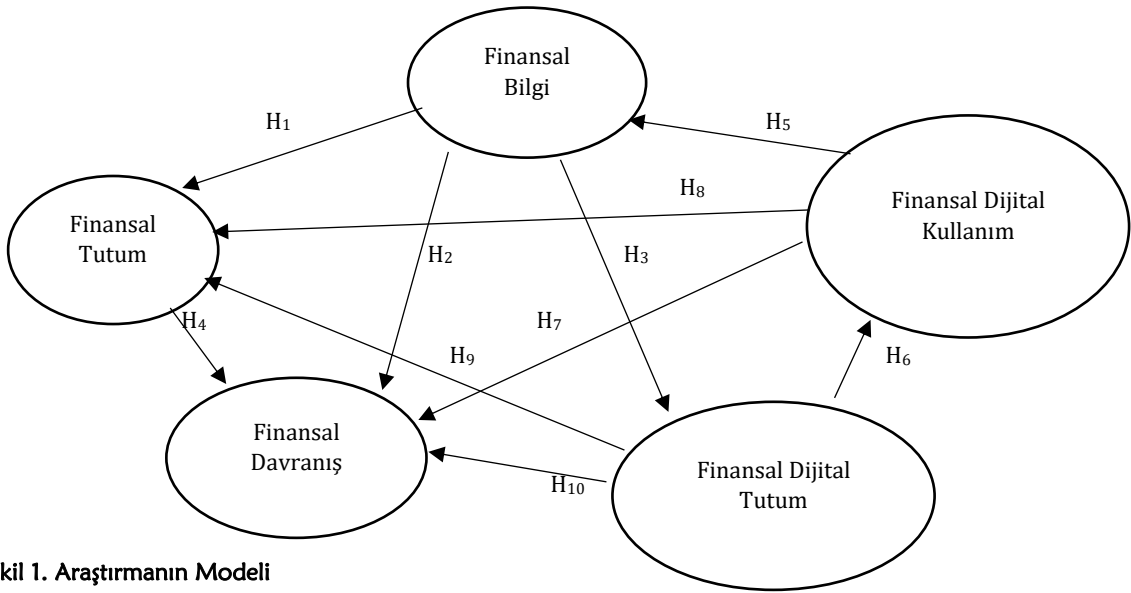 Finansal
Bilgi
H1
H5
H8
Finansal Dijital
Kullanım
Finansal
Tutum
H2
H3
H4
H7
H9
H6
Finansal
Davranış
Finansal Dijital
Tutum
H10
kil 1. Araştırmanın Modeli